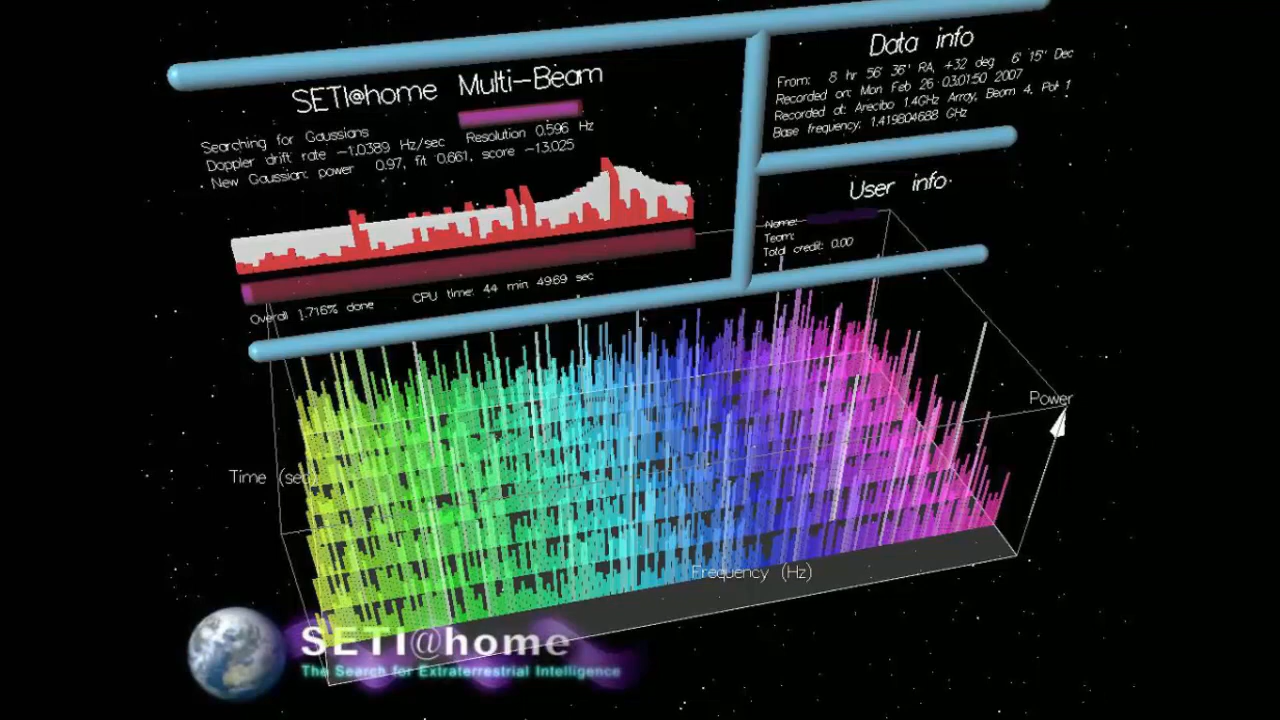 SETI@home Multi-Beam
Searching for Gaussians
Doppler drift rate -1.0389 Hz/sec Resolution 0.596 Hz
New Gaussian: power 0.97, fit 0.661, score -13.025
Overall 1.716% done CPU time: 44 min 49.69 sec
Data info
From: 8 hr 56' 36" RA, +32 deg 6' 15" Dec
Recorded on: Mon Feb 26 03:01:50 2007
Recorded at: Arecibo 1.4GHz Array, Beam 4, Pol 1
Base frequency: 1.419804688 GHz
User info
Name:
Team:
Total credit: 0.00
Power
Time (sec)
Frequency (Hz)
SETI@home
The Search for Extraterrestrial Intelligence